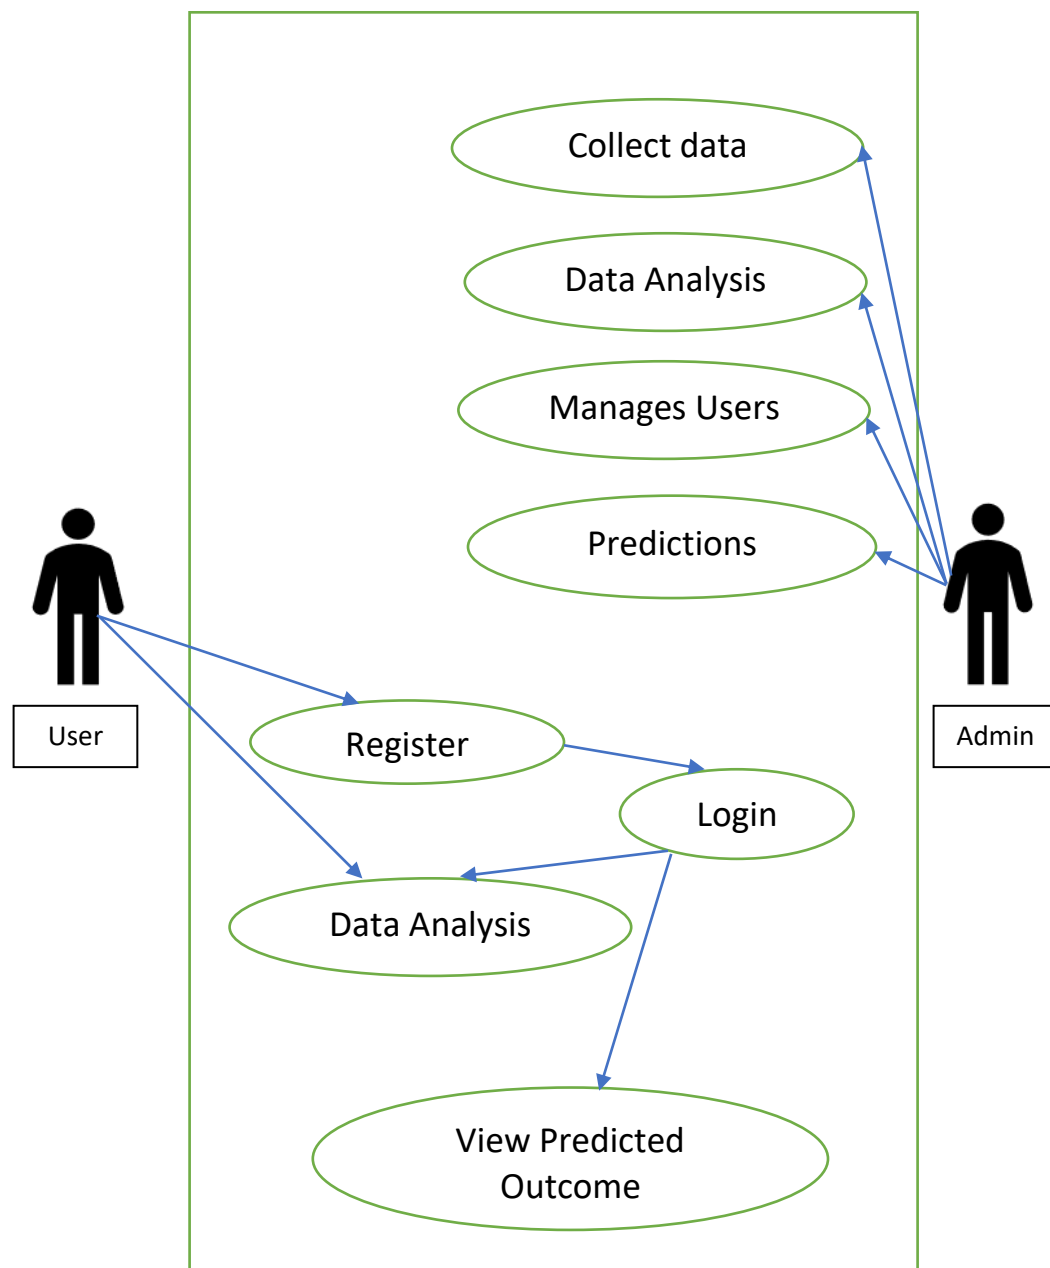 Collect data
Data Analysis
Manages Users
Predictions
User
Register
Admin
Login
Data Analysis
View Predicted
Outcome